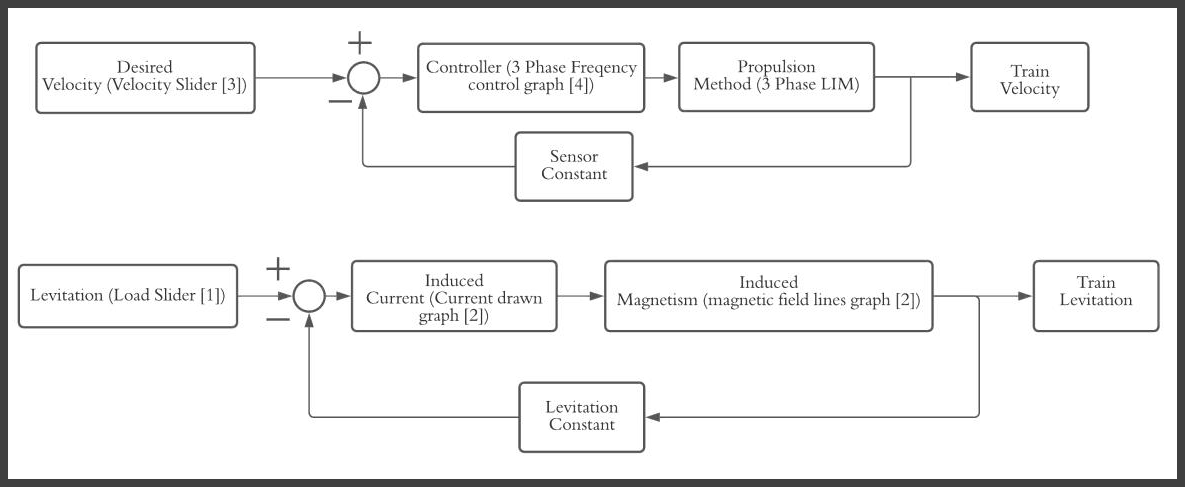 +
Desired
Velocity (Velocity Slider [3])
Controller (3 Phase Freqency
control graph [4])
Propulsion
Method (3 Phase LIM)
Train
Velocity
−
Sensor
Constant
+
Levitation (Load Slider [1])
Induced
Current (Current drawn
graph [2])
Induced
Magnetism (magnetic field lines graph [2])
Train
Levitation
−
Levitation
Constant